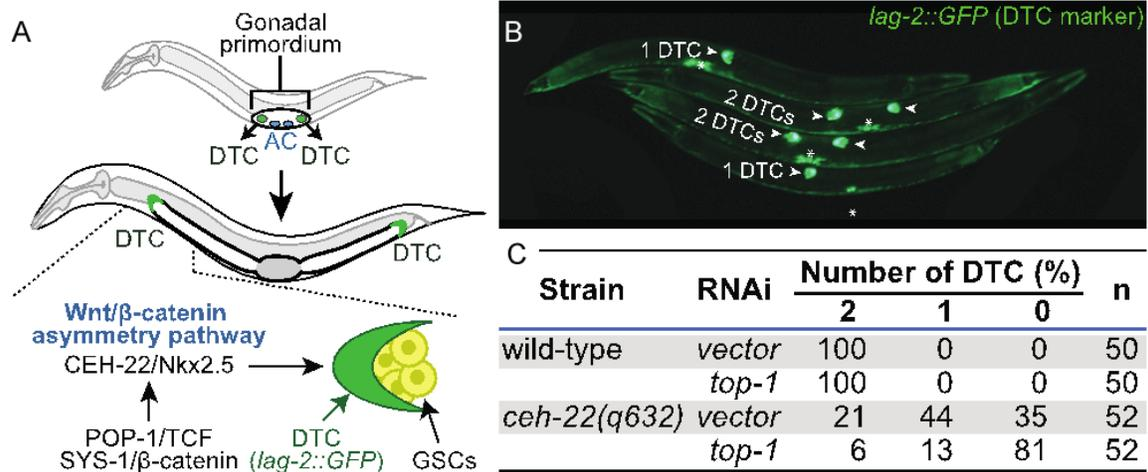 A
Gonadal
primordium
AC
DTC DTC
DTC
DTC
Wnt/β-catenin
asymmetry pathway
CEH-22/Nkx2.5
POP-1/TCF
SYS-1/β-catenin
DTC
(lag-2::GFP)
GSCs
B
lag-2::GFP (DTC marker)
1 DTC
*
2 DTCs
*
2 DTCs
*
1 DTC
*
C
Strain RNAi Number of DTC (%) n
2 1 0
wild-type vector 100 0 0 50
top-1 100 0 0 50
ceh-22(q632) vector 21 44 35 52
top-1 6 13 81 52